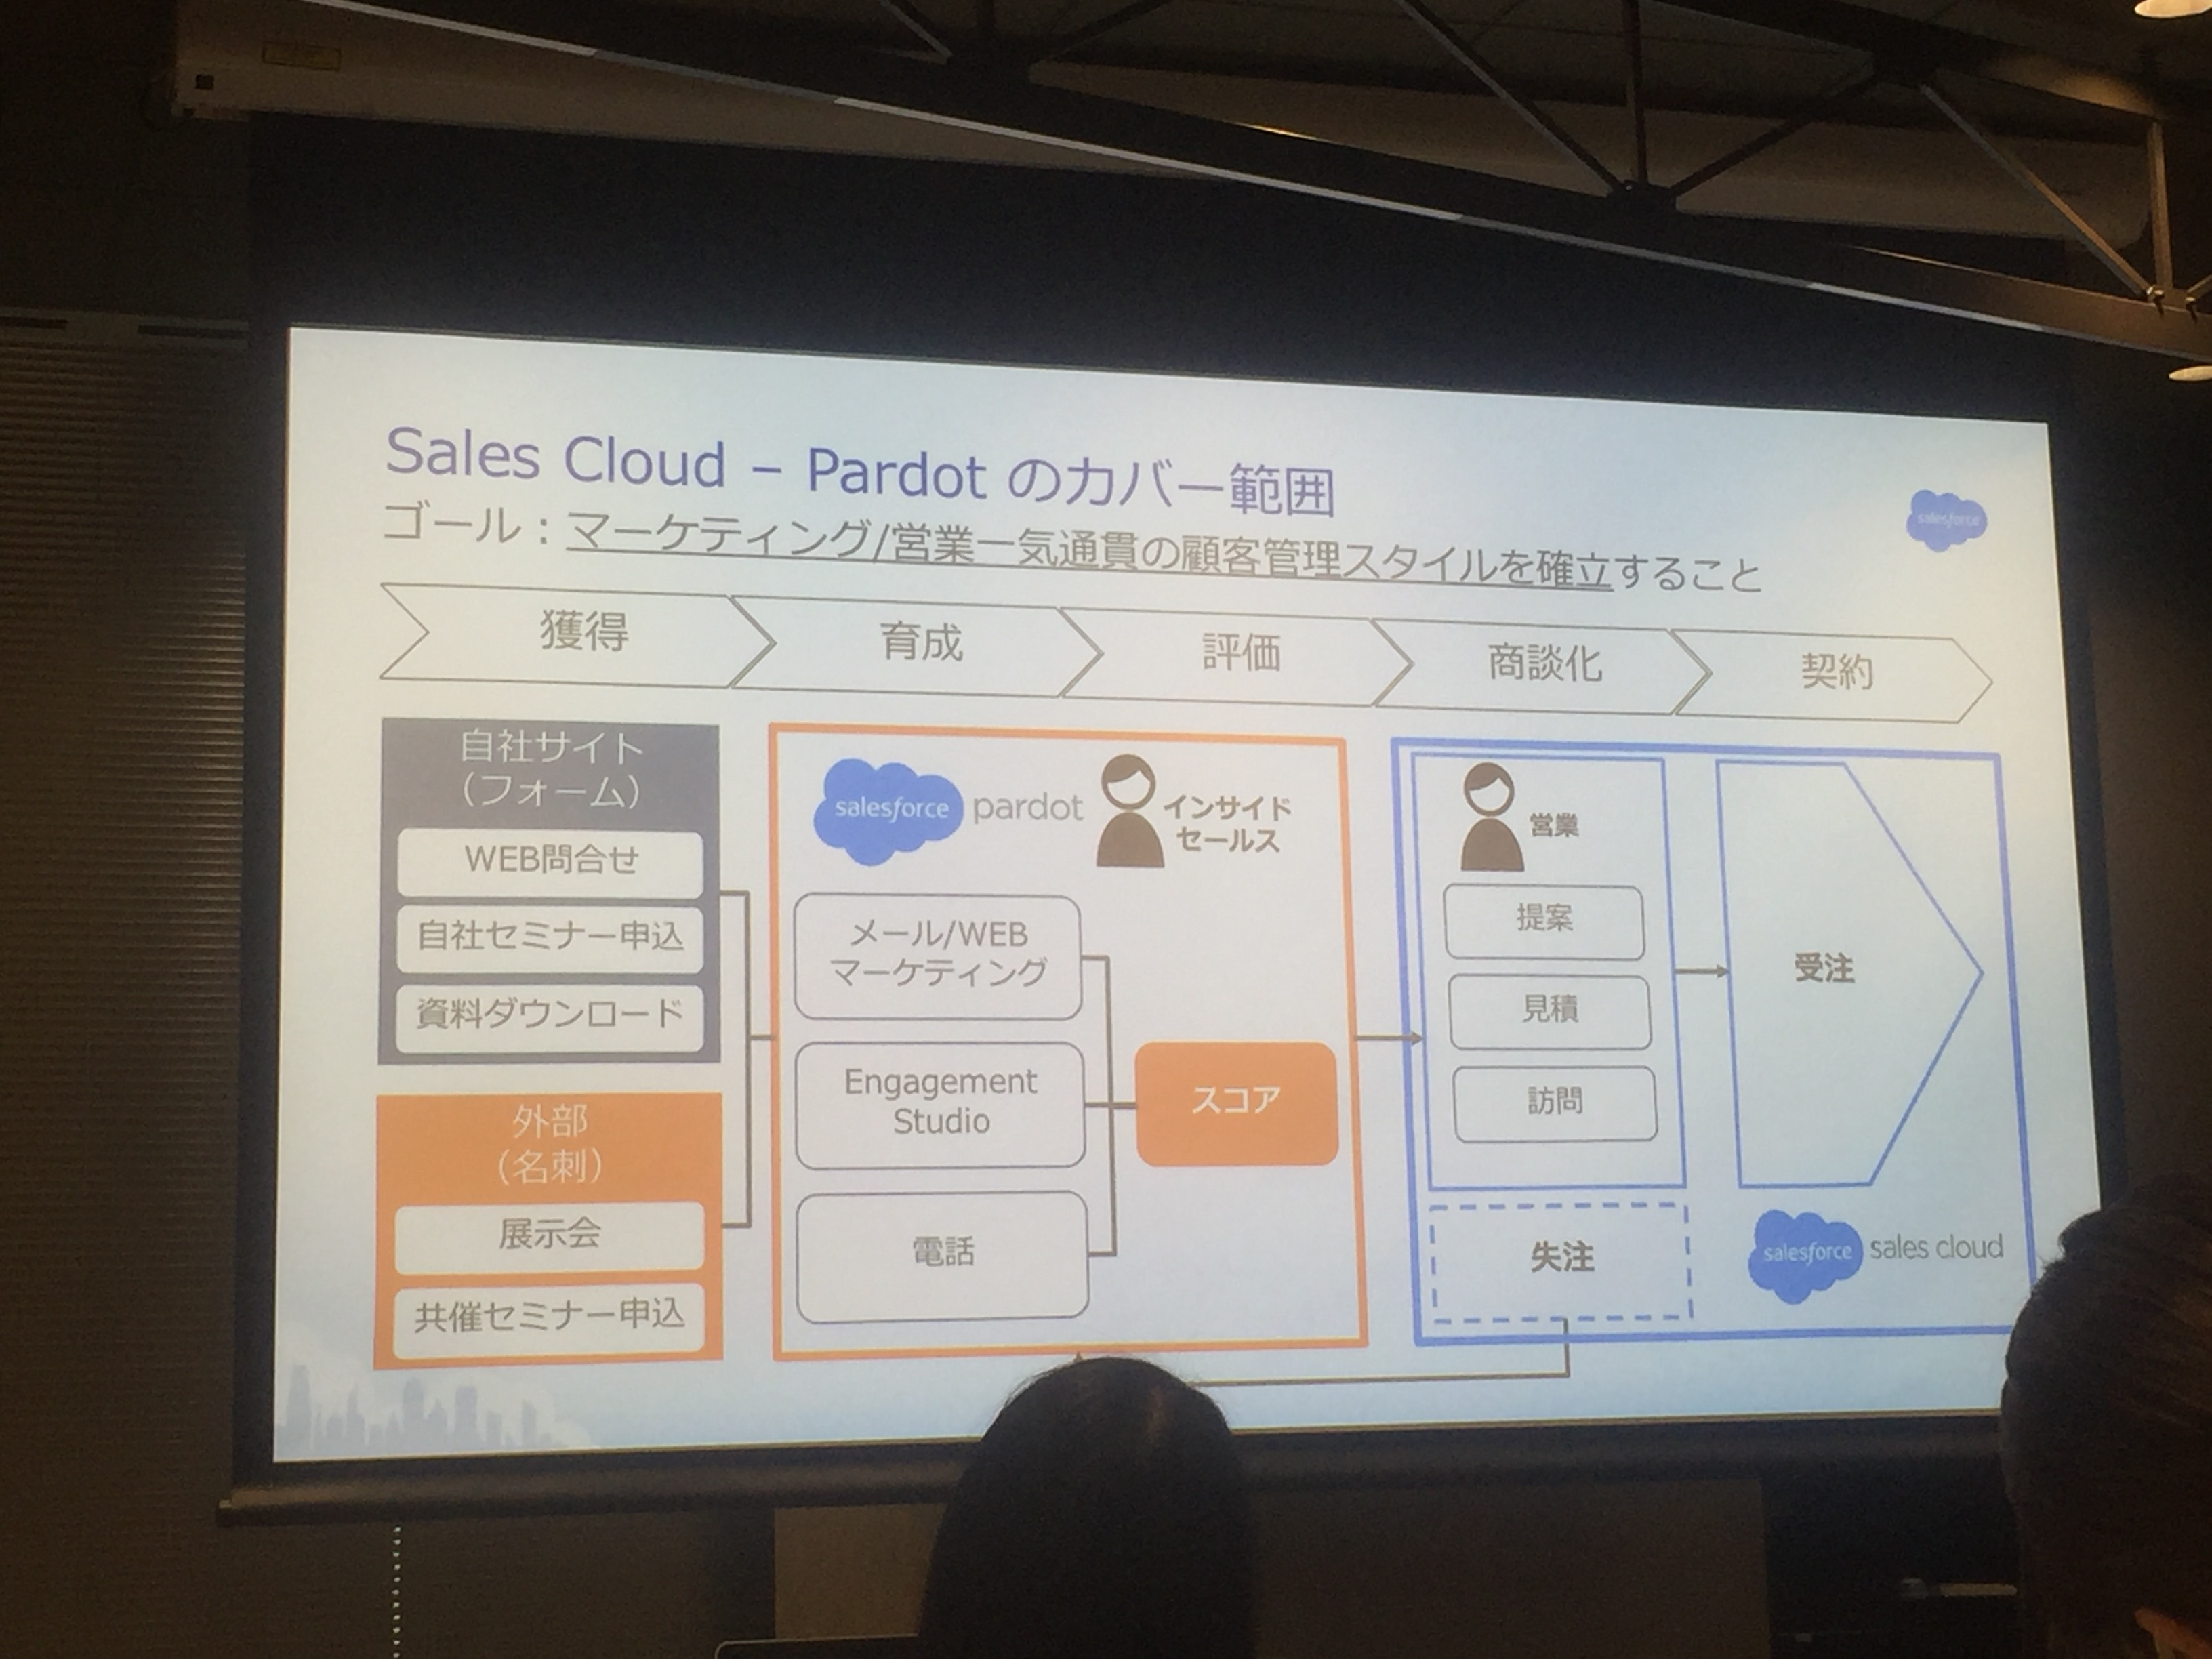 Sales Cloud – Pardot のカバー範囲
salesforce
ゴール：マーケティング/営業一気通貫の顧客管理スタイルを確立すること
獲得
育成
評価
商談化
契約
自社サイト
（フォーム）
WEB問合せ
自社セミナー申込
資料ダウンロード
外部
（名刺）
展示会
共催セミナー申込
salesforce pardot
インサイド
セールス
メール/WEB
マーケティング
Engagement
Studio
電話
スコア
営業
提案
見積
訪問
失注
受注
salesforce sales cloud